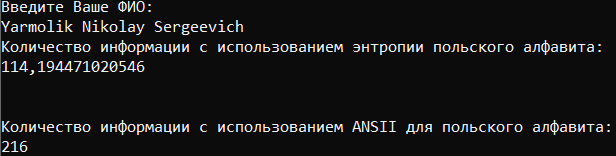 Введите Ваше ФИО:
Yarmolik Nikolay Sergeevich
Количество информации с использованием энтропии польского алфавита:
114,194471020546
Количество информации с использованием ANSII для польского алфавита:
216